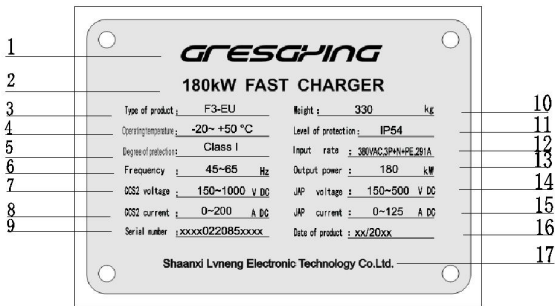 GRESGYING
180kW FAST CHARGER
1
2
3 Type of product: F3-EU Weight: 330 kg 10
4 Operating temperature: -20~ +50 °C Level of protection: IP54 11
5 Degree of protection: Class I Input rate : 380VAC,3P+N+PE,291A 12
6 Frequency : 45~65 Hz Output power : 180 kW 13
7 CCS2 voltage : 150~1000 V DC JAP voltage : 150~500 V DC 14
8 CCS2 current : 0~200 A DC JAP current : 0~125 A DC 15
9 Serial number :xxxx022085xxxx Date of product : xx/20xx 16
Shaanxi Lvneng Electronic Technology Co.Ltd. 17